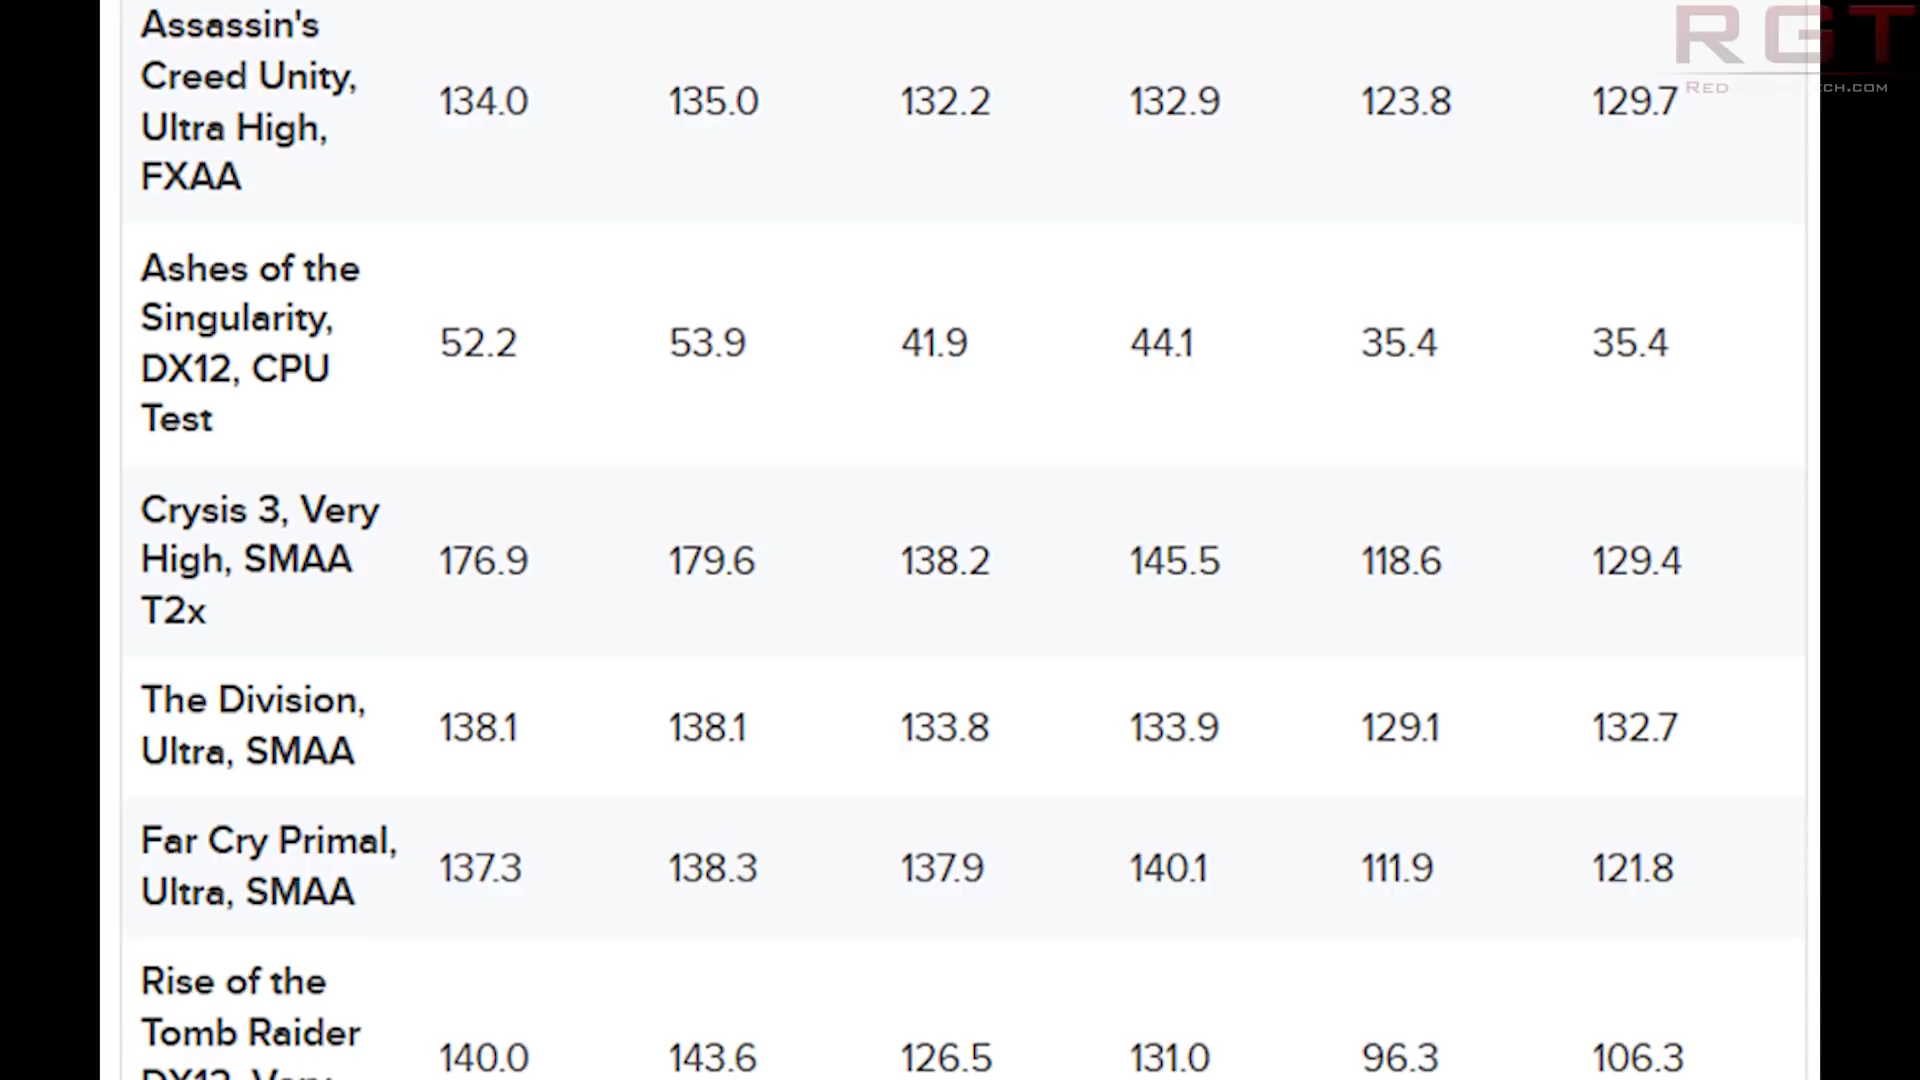 Assassin's
Creed Unity,
Ultra High,
FXAA
134.0 135.0 132.2 132.9 123.8 129.7
Ashes of the
Singularity,
DX12, CPU
Test
52.2 53.9 41.9 44.1 35.4 35.4
Crysis 3, Very
High, SMAA
T2x
176.9 179.6 138.2 145.5 118.6 129.4
The Division,
Ultra, SMAA
138.1 138.1 133.8 133.9 129.1 132.7
Far Cry Primal,
Ultra, SMAA
137.3 138.3 137.9 140.1 111.9 121.8
Rise of the
Tomb Raider
DX12, Very
140.0 143.6 126.5 131.0 96.3 106.3
RGT
RED
CH.COM